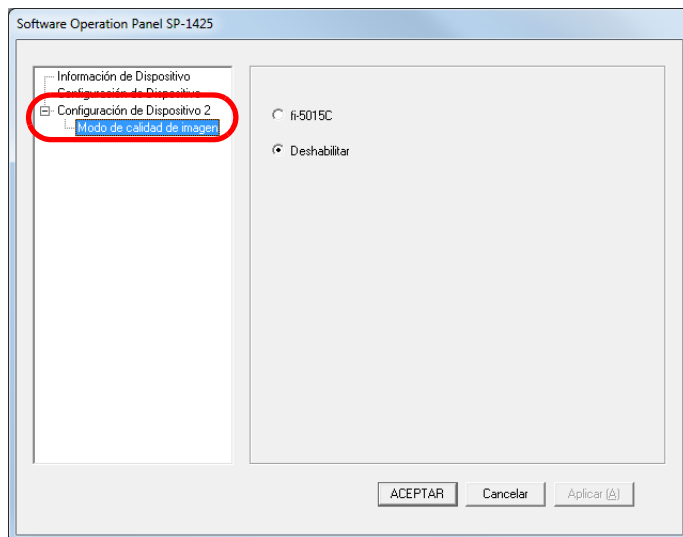 Software Operation Panel SP-1425
Información de Dispositivo
Configuración de Dispositivo
Configuración de Dispositivo 2
Modo de calidad de imagen
fi-5015C
Deshabilitar
ACEPTAR
Cancelar
Aplicar (A)